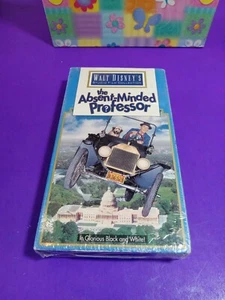 WALT DISNEY'S
the
Absent-Minded
Professor
In Glorious Black and White!